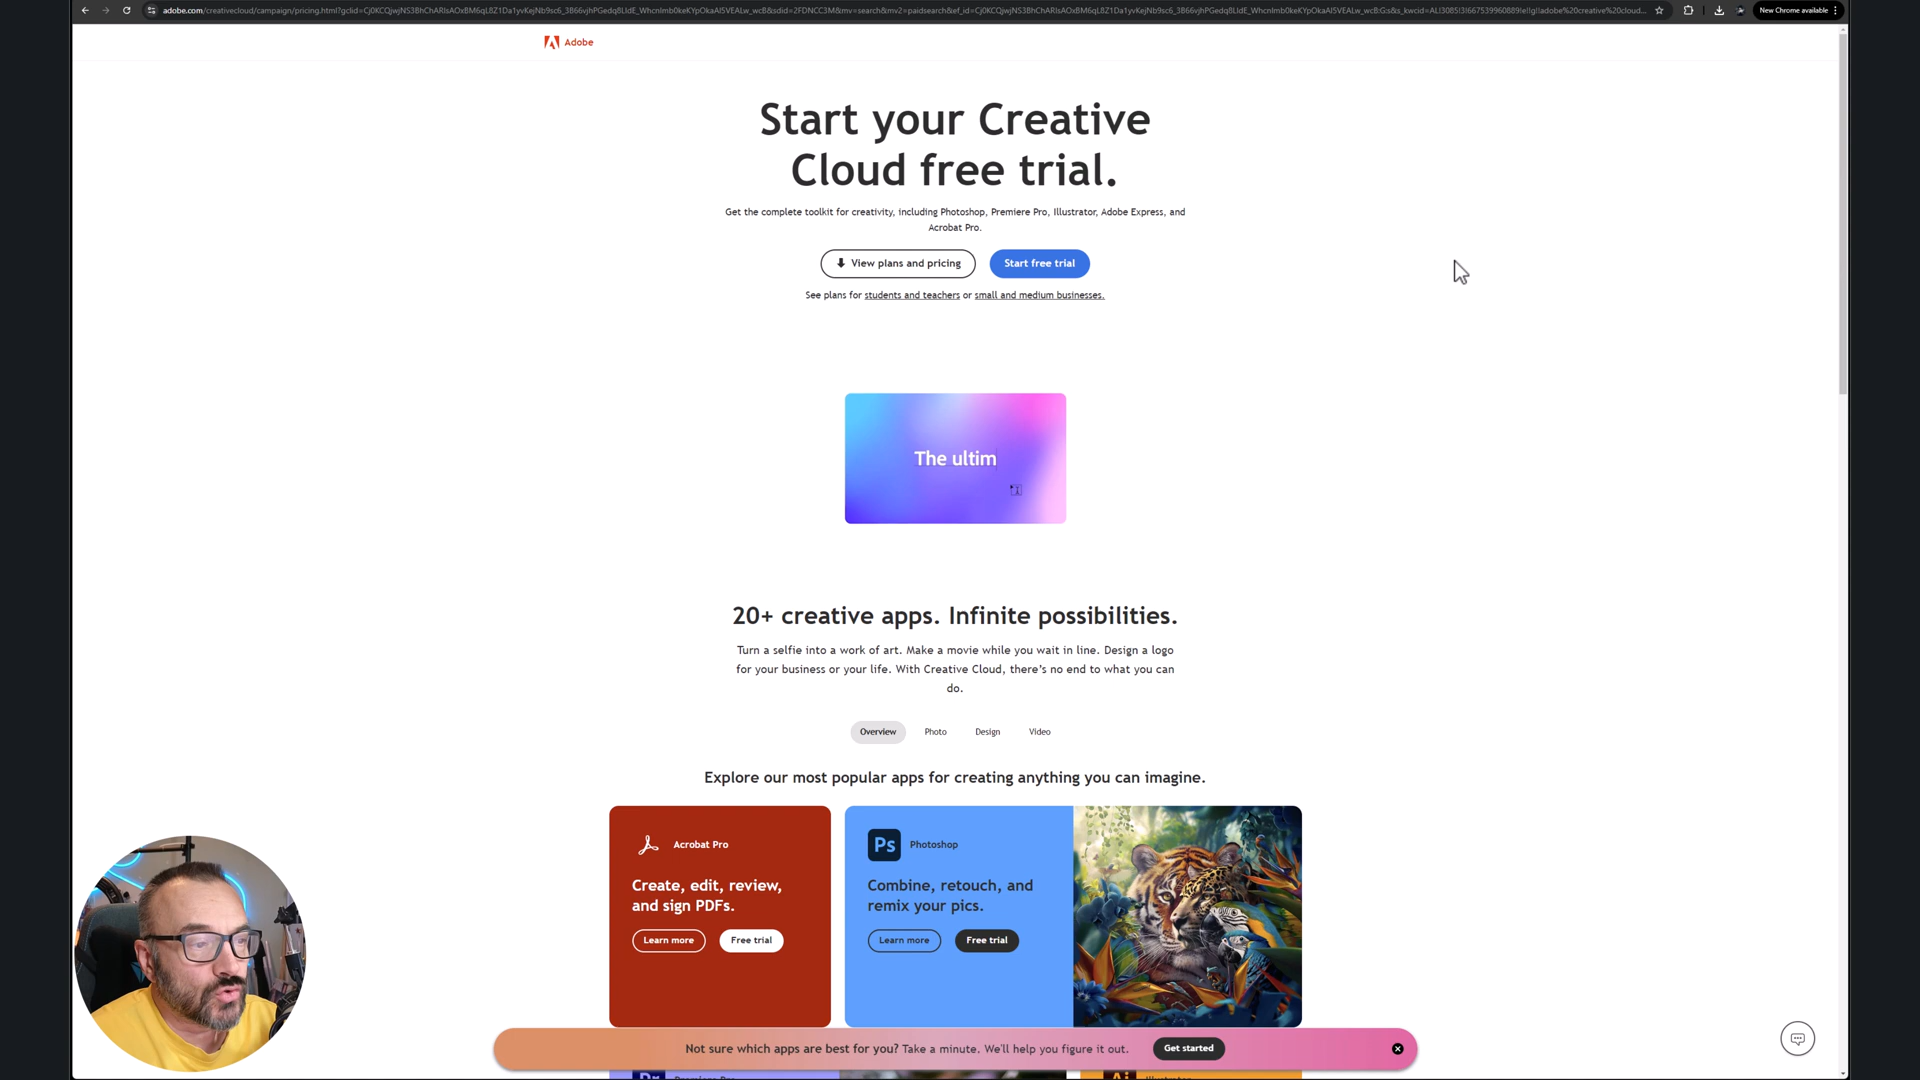 New Chrome available
Adobe
Start your Creative
Cloud free trial.
Get the complete toolkit for creativity, including Photoshop, Premiere Pro, Illustrator, Adobe Express, and
Acrobat Pro.
View plans and pricing
Start free trial
See plans for students and teachers or small and medium businesses.
The ultim
20+ creative apps. Infinite possibilities.
Turn a selfie into a work of art. Make a movie while you wait in line. Design a logo
for your business or your life. With Creative Cloud, there's no end to what you can
do.
Overview Photo Design Video
Explore our most popular apps for creating anything you can imagine.
Acrobat Pro
Create, edit, review,
and sign PDFs.
Learn more Free trial
Ps Photoshop
Combine, retouch, and
remix your pics.
Learn more Free trial
Not sure which apps are best for you? Take a minute. We'll help you figure it out.
Get started